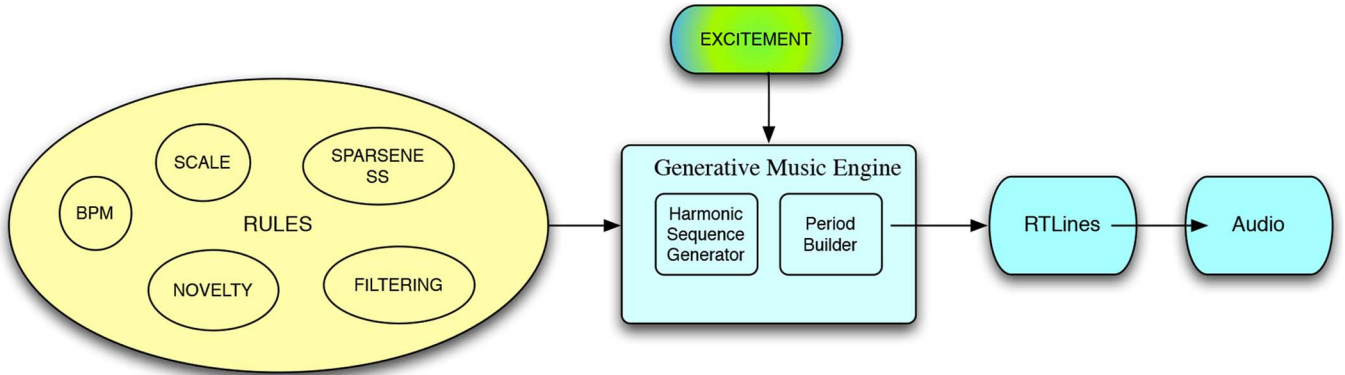 EXCITEMENT
SCALE
SPARSENE
SS
BPM
RULES
NOVELTY
FILTERING
Generative Music Engine
Harmonic
Sequence
Generator
Period
Builder
RTLines
Audio